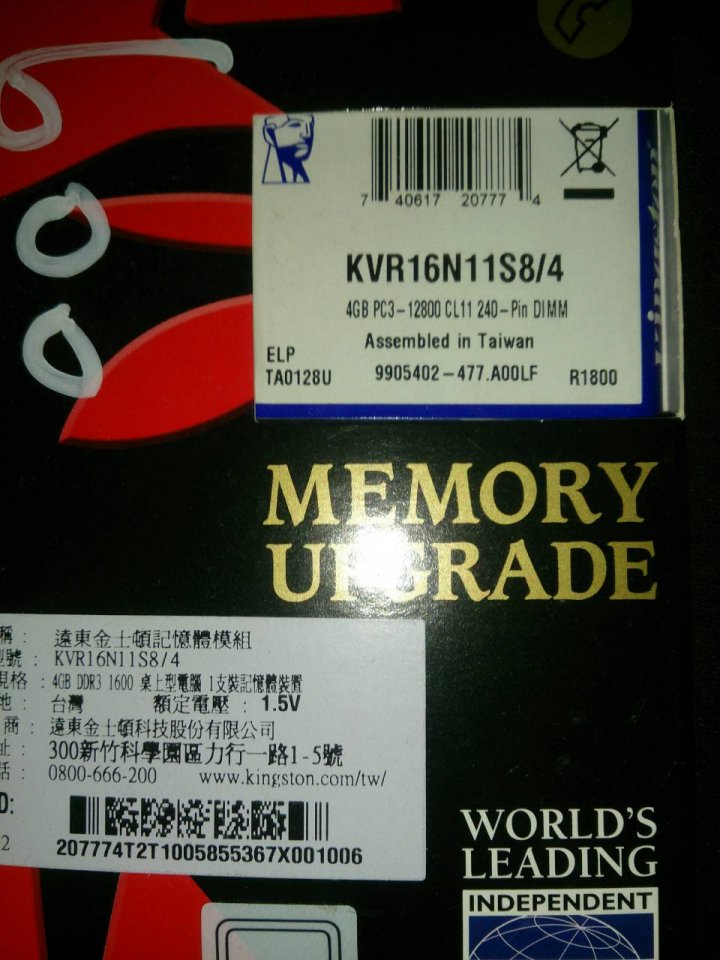 7 40617 20777 4
Kingston
KVR16N11S8/4
4GB PC3-12800 CL11 240-Pin DIMM
Assembled in Taiwan
ELP
TA0128U 9905402-477.A00LF R1800
MEMORY
UPGRADE
稱 : 遠東金士頓記憶體模組
型號 : KVR16N11S8/4
規格 : 4GB DDR3 1600 桌上型電腦 1支裝記憶體裝置
地 : 台灣 額定電壓 : 1.5V
商 : 遠東金士頓科技股份有限公司
址 : 300新竹科學園區力行一路1-5號
話 : 0800-666-200 www.kingston.com/tw/
D:
2
207774T2T1005855367X001006
WORLD'S
LEADING
INDEPENDENT